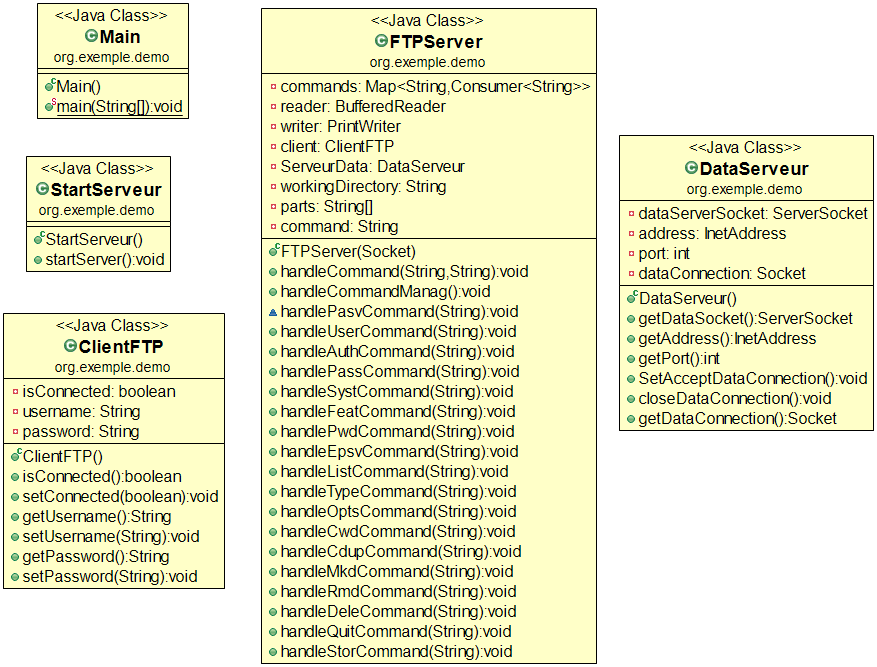 <<Java Class>>
Main
org.exemple.demo
Main()
main(String[]):void
<<Java Class>>
StartServeur
org.exemple.demo
StartServeur()
startServer():void
<<Java Class>>
ClientFTP
org.exemple.demo
isConnected: boolean
username: String
password: String
ClientFTP()
isConnected():boolean
setConnected(boolean):void
getUsername():String
setUsername(String):void
getPassword():String
setPassword(String):void
<<Java Class>>
FTPServer
org.exemple.demo
commands: Map<String,Consumer<String>>
reader: BufferedReader
writer: PrintWriter
client: ClientFTP
ServeurData: DataServeur
workingDirectory: String
parts: String[]
command: String
FTPServer(Socket)
handleCommand(String,String):void
handleCommandManag():void
handlePasvCommand(String):void
handleUserCommand(String):void
handleAuthCommand(String):void
handlePassCommand(String):void
handleSystCommand(String):void
handleFeatCommand(String):void
handlePwdCommand(String):void
handleEpsvCommand(String):void
handleListCommand(String):void
handleTypeCommand(String):void
handleOptsCommand(String):void
handleCwdCommand(String):void
handleCdupCommand(String):void
handleMkdCommand(String):void
handleRmdCommand(String):void
handleDeleCommand(String):void
handleQuitCommand(String):void
handleStorCommand(String):void
<<Java Class>>
DataServeur
org.exemple.demo
dataServerSocket: ServerSocket
address: InetAddress
port: int
dataConnection: Socket
DataServeur()
getDataSocket():ServerSocket
getAddress():InetAddress
getPort():int
SetAcceptDataConnection():void
closeDataConnection():void
getDataConnection():Socket